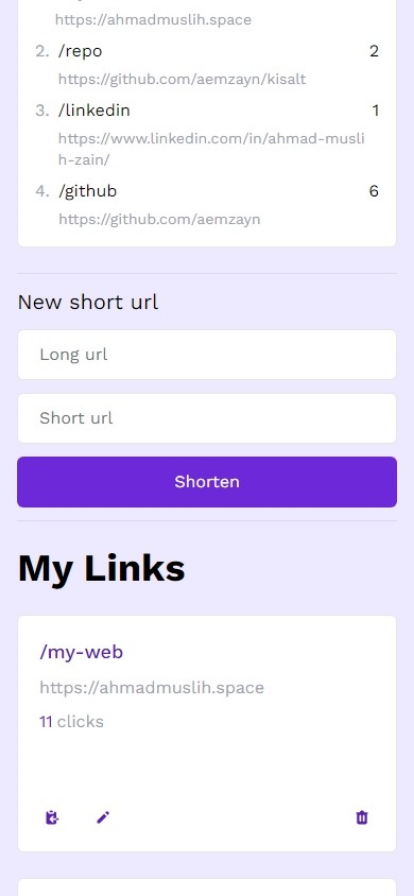 https://ahmadmuslih.space
2. /repo 2
https://github.com/aemzayn/kisalt
3. /linkedin 1
https://www.linkedin.com/in/ahmad-musli
h-zain/
4. /github 6
https://github.com/aemzayn
New short url
Long url
Short url
Shorten
My Links
/my-web
https://ahmadmuslih.space
11 clicks